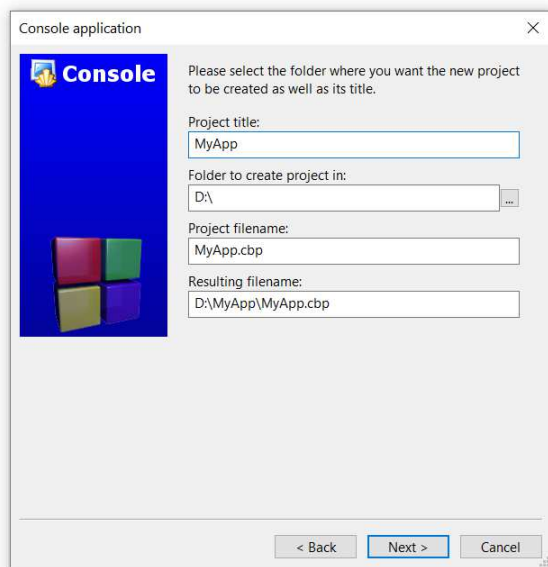 Console application
Console
Please select the folder where you want the new project
to be created as well as its title.
Project title:
MyApp
Folder to create project in:
D:\
...
Project filename:
MyApp.cbp
Resulting filename:
D:\MyApp\MyApp.cbp
< Back
Next >
Cancel